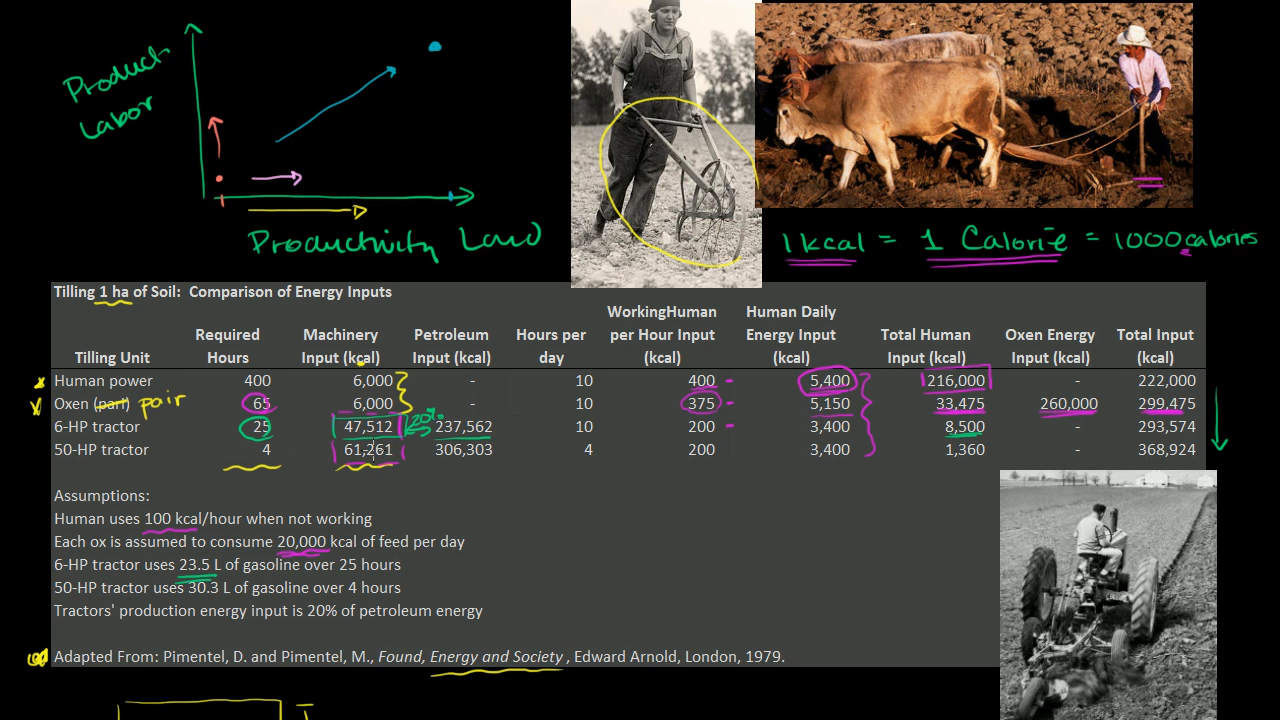 Product
Labor
Productivity Land
1 kcal = 1 Calorie = 1000 calories
Tilling 1 ha of Soil: Comparison of Energy Inputs
Tilling Unit Required Hours Machinery Input (kcal) Petroleum Input (kcal) Hours per day WorkingHuman per Hour Input (kcal) Human Daily Energy Input (kcal) Total Human Input (kcal) Oxen Energy Input (kcal) Total Input (kcal)
Human power 400 6,000 - 10 400 5,400 216,000 - 222,000
Oxen (pari) pair 65 6,000 - 10 375 5,150 33,475 260,000 299,475
6-HP tractor 25 47,512 20% 237,562 10 200 3,400 8,500 - 293,574
50-HP tractor 4 61,261 306,303 4 200 3,400 1,360 - 368,924
Assumptions:
Human uses 100 kcal/hour when not working
Each ox is assumed to consume 20,000 kcal of feed per day
6-HP tractor uses 23.5 L of gasoline over 25 hours
50-HP tractor uses 30.3 L of gasoline over 4 hours
Tractors' production energy input is 20% of petroleum energy
Adapted From: Pimentel, D. and Pimentel, M., Found, Energy and Society, Edward Arnold, London, 1979.